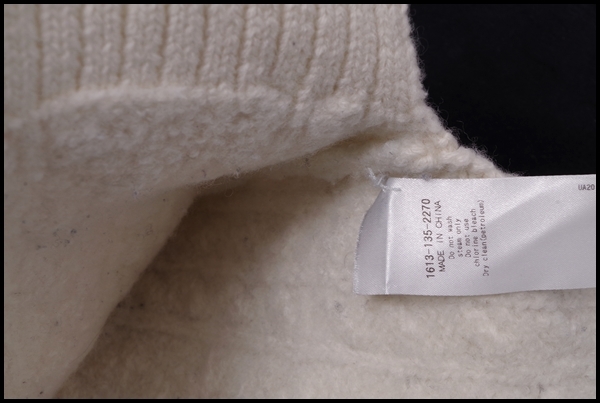 1613-135-2270
MADE IN CHINA
Do not wash
steam only
Do not use
chlorine bleach
Dry clean(petroleum)
UA20